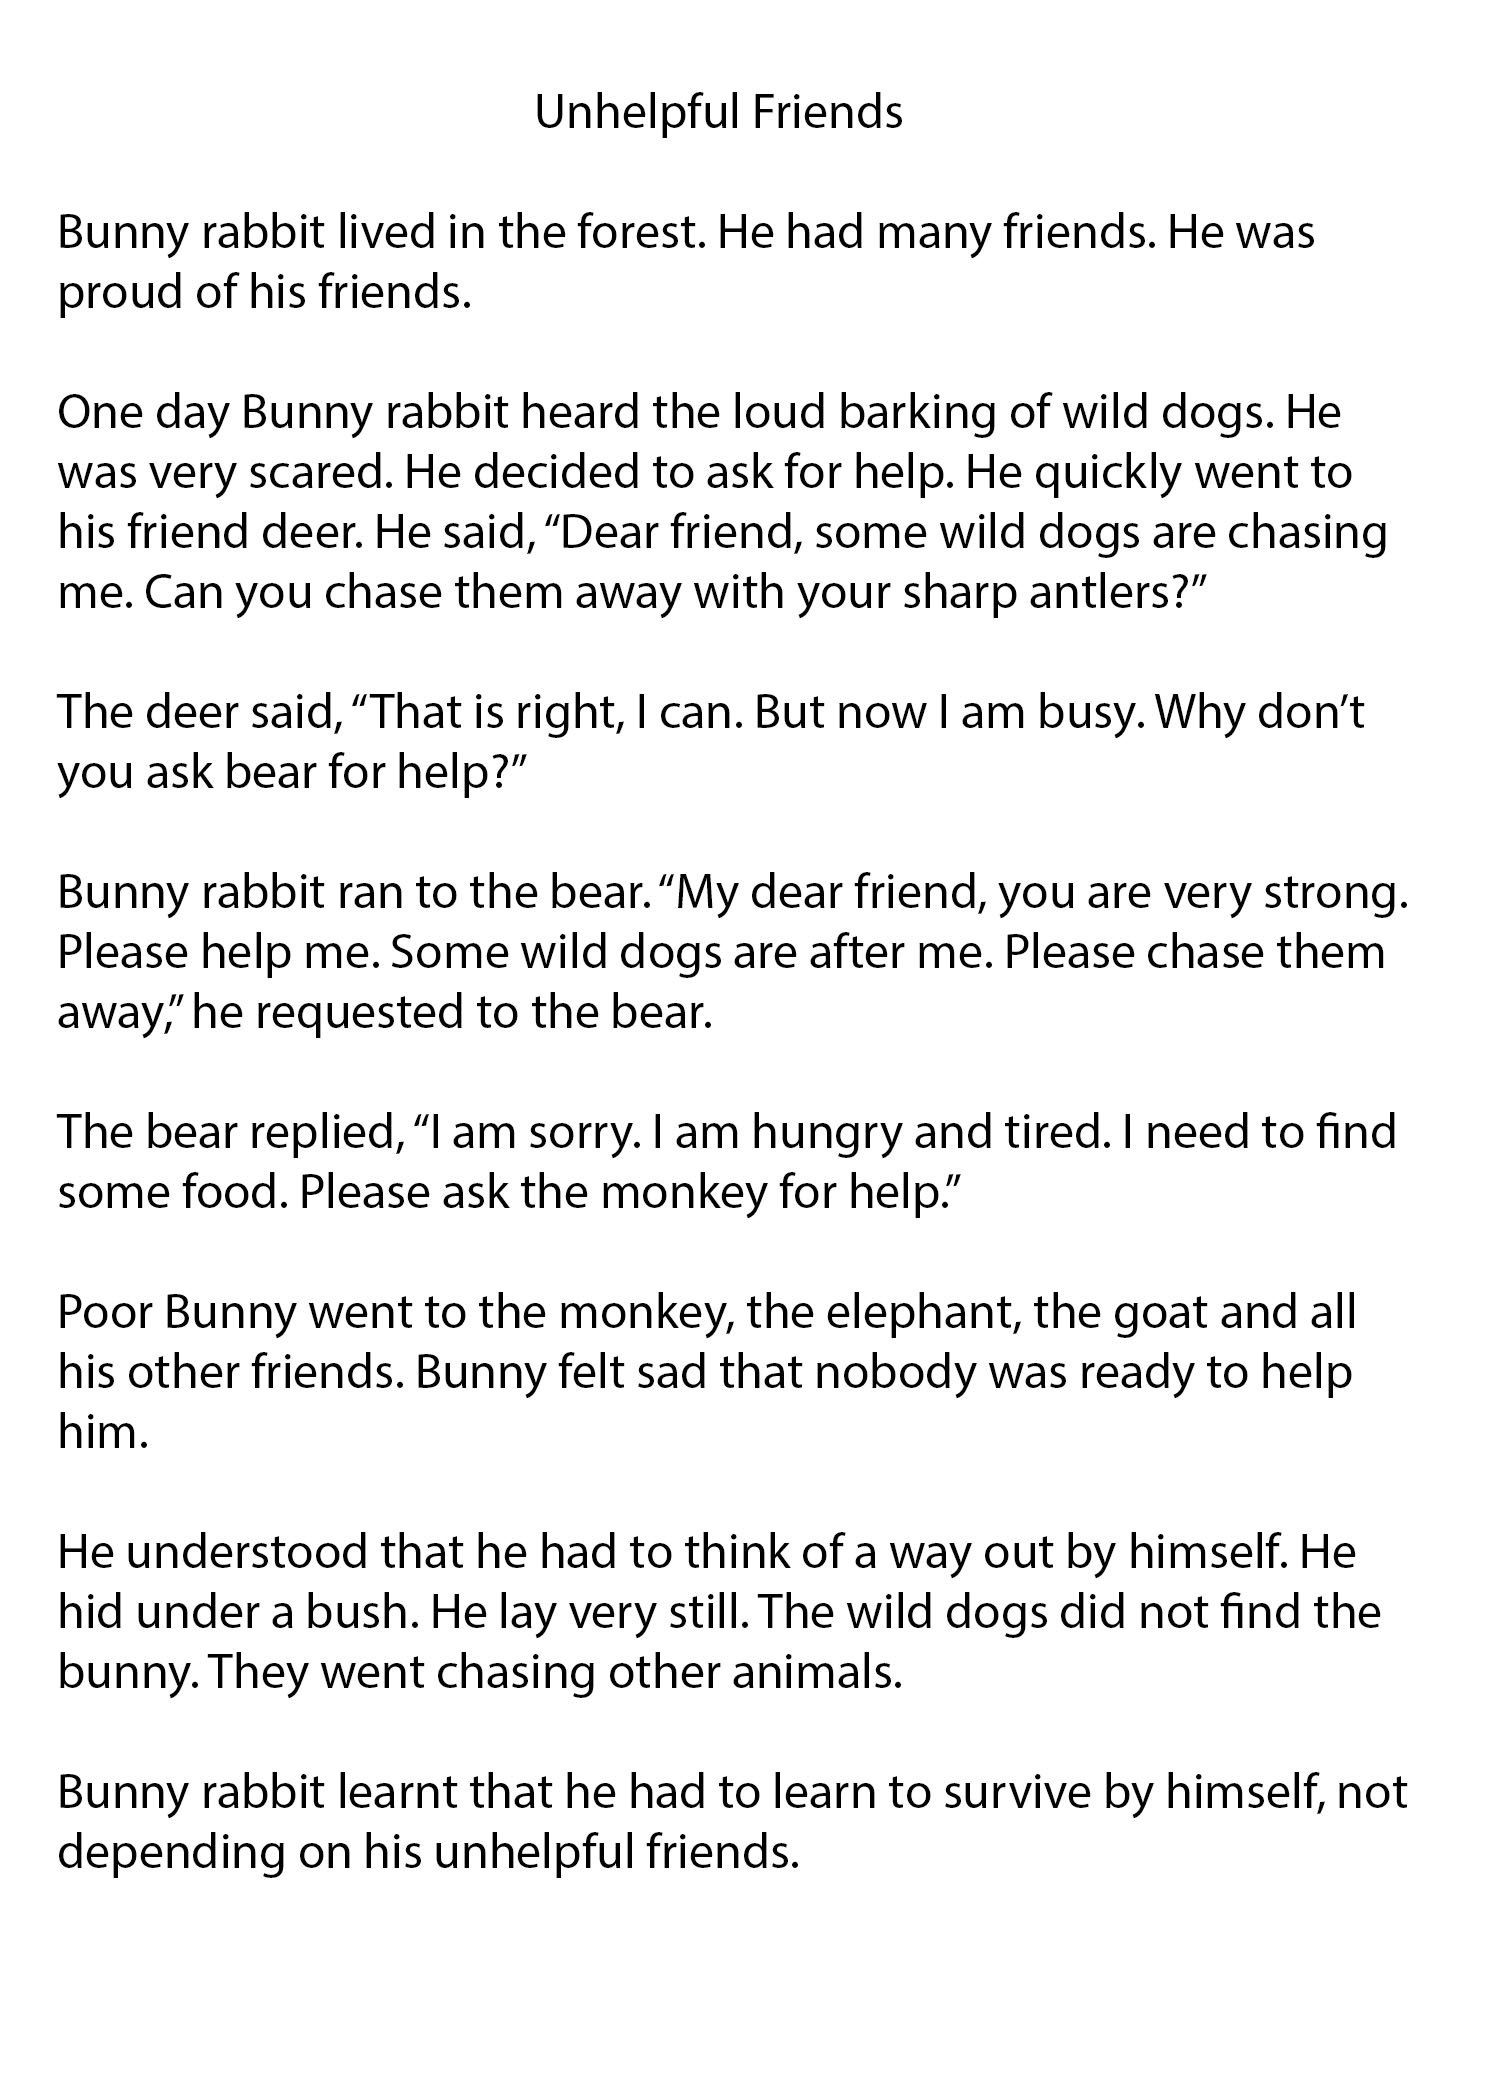 Unhelpful Friends
Bunny rabbit lived in the forest. He had many friends. He was
proud of his friends.
One day Bunny rabbit heard the loud barking of wild dogs. He
was very scared. He decided to ask for help. He quickly went to
his friend deer. He said, “Dear friend, some wild dogs are chasing
me. Can you chase them away with your sharp antlers?”
The deer said, “That is right, I can. But now I am busy. Why don’t
you ask bear for help?”
Bunny rabbit ran to the bear. “My dear friend, you are very strong.
Please help me. Some wild dogs are after me. Please chase them
away,” he requested to the bear.
The bear replied, “I am sorry. I am hungry and tired. I need to find
some food. Please ask the monkey for help.”
Poor Bunny went to the monkey, the elephant, the goat and all
his other friends. Bunny felt sad that nobody was ready to help
him.
He understood that he had to think of a way out by himself. He
hid under a bush. He lay very still. The wild dogs did not find the
bunny. They went chasing other animals.
Bunny rabbit learnt that he had to learn to survive by himself, not
depending on his unhelpful friends.